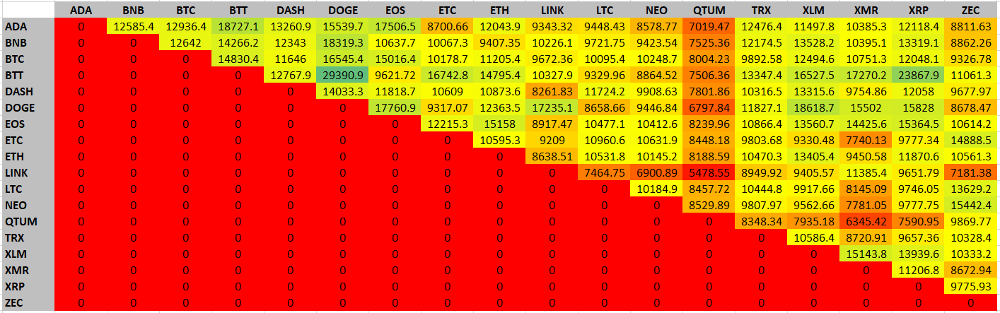 ADA BNB BTC BTT DASH DOGE EOS ETC ETH LINK LTC NEO QTUM TRX XLM XMR XRP ZEC
ADA 0 12585.4 12936.4 18727.1 13260.9 15539.7 17506.5 8700.66 12043.9 9343.32 9448.43 8578.77 7019.47 12476.4 11497.8 10385.3 12118.4 8811.63
BNB 0 0 12642 14266.2 12343 18319.3 10637.7 10067.3 9407.35 10226.1 9721.75 9423.54 7525.36 12174.5 13528.2 10395.1 13319.1 8862.26
BTC 0 0 0 14830.4 11646 16545.4 15016.4 10178.7 11205.4 9672.36 10095.4 10248.7 8004.23 9892.58 12494.6 10751.3 12048.1 9326.78
BTT 0 0 0 0 12767.9 29390.9 9621.72 16742.8 14795.4 10327.9 9329.96 8864.52 7506.36 13347.4 16527.5 17270.2 23867.9 11061.3
DASH 0 0 0 0 0 14033.3 11818.7 10609 10873.6 8261.83 11724.2 9908.63 7801.86 10316.5 13315.6 9754.86 12058 9677.97
DOGE 0 0 0 0 0 0 17760.9 9317.07 12363.5 17235.1 8658.66 9446.84 6797.84 11827.1 18618.7 15502 15828 8678.47
EOS 0 0 0 0 0 0 0 12215.3 15158 8917.47 10477.1 10412.6 8239.96 10866.4 13560.7 14425.6 15364.5 10614.2
ETC 0 0 0 0 0 0 0 0 10595.3 9209 10960.6 10631.9 8448.18 9803.68 9330.48 7740.13 9777.34 14888.5
ETH 0 0 0 0 0 0 0 0 0 8638.51 10531.8 10145.2 8188.59 10470.3 13405.4 9450.58 11870.6 10561.3
LINK 0 0 0 0 0 0 0 0 0 0 7464.75 6900.89 5478.55 8949.92 9405.57 11385.4 9651.79 7181.38
LTC 0 0 0 0 0 0 0 0 0 0 0 10184.9 8457.72 10444.8 9917.66 8145.09 9746.05 13629.2
NEO 0 0 0 0 0 0 0 0 0 0 0 0 8529.89 9807.97 9562.66 7781.05 9777.75 15442.4
QTUM 0 0 0 0 0 0 0 0 0 0 0 0 0 8348.34 7935.18 6345.42 7590.95 9869.77
TRX 0 0 0 0 0 0 0 0 0 0 0 0 0 0 10586.4 8720.91 9657.36 10328.4
XLM 0 0 0 0 0 0 0 0 0 0 0 0 0 0 0 15143.8 13939.6 10333.2
XMR 0 0 0 0 0 0 0 0 0 0 0 0 0 0 0 0 11206.8 8672.94
XRP 0 0 0 0 0 0 0 0 0 0 0 0 0 0 0 0 0 9775.93
ZEC 0 0 0 0 0 0 0 0 0 0 0 0 0 0 0 0 0 0